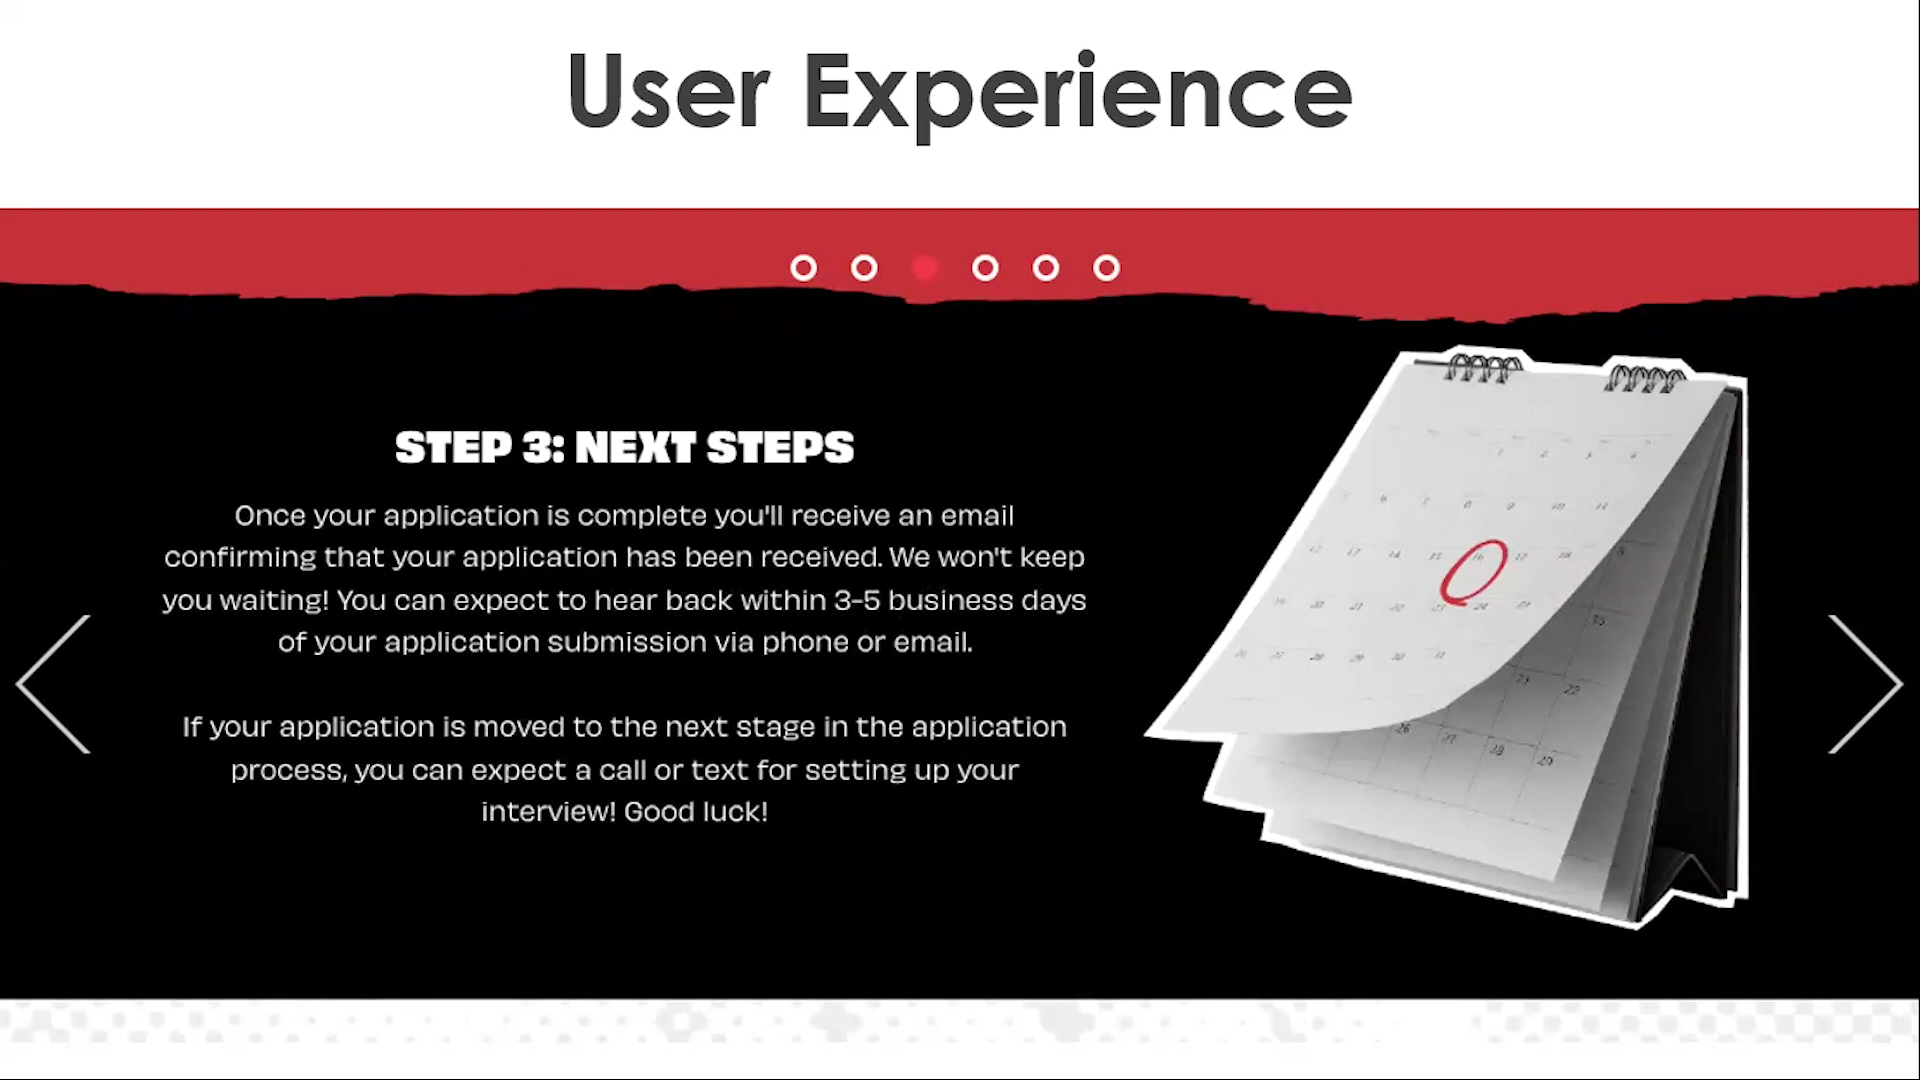 User Experience
STEP 3: NEXT STEPS
Once your application is complete you'll receive an email
confirming that your application has been received. We won't keep
you waiting! You can expect to hear back within 3-5 business days
of your application submission via phone or email.
If your application is moved to the next stage in the application
process, you can expect a call or text for setting up your
interview! Good luck!